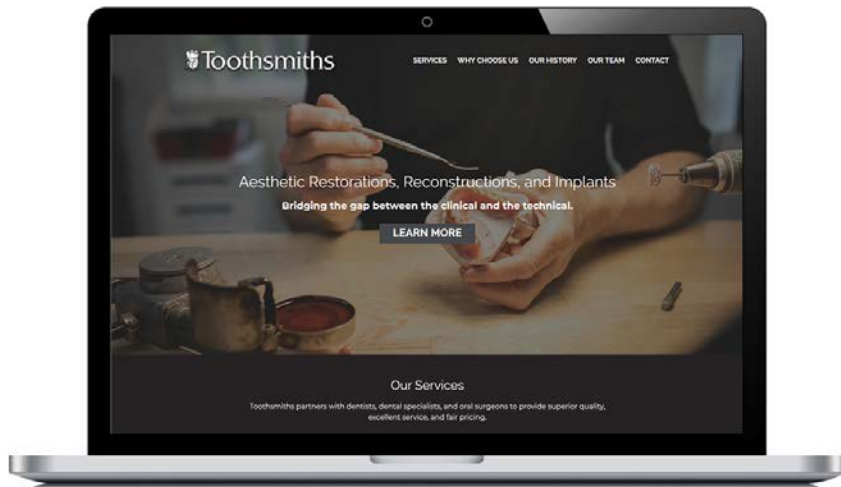 Toothsmiths
SERVICES WHY CHOOSE US OUR HISTORY OUR TEAM CONTACT
Aesthetic Restorations, Reconstructions, and Implants
Bridging the gap between the clinical and the technical.
LEARN MORE
Our Services
Toothsmiths partners with dentists, dental specialists, and oral surgeons to provide superior quality,
excellent service, and fair pricing.